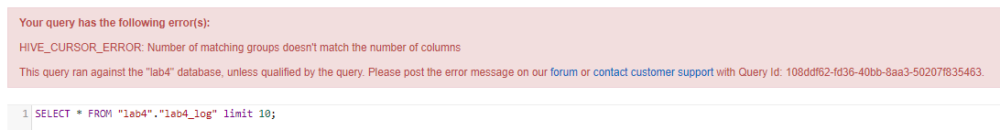 Your query has the following error(s):
HIVE_CURSOR_ERROR: Number of matching groups doesn't match the number of columns
This query ran against the "lab4" database, unless qualified by the query. Please post the error message on our forum or contact customer support with Query Id: 108ddf62-fd36-40bb-8aa3-50207f835463.
1 SELECT * FROM "lab4"."lab4_log" limit 10;